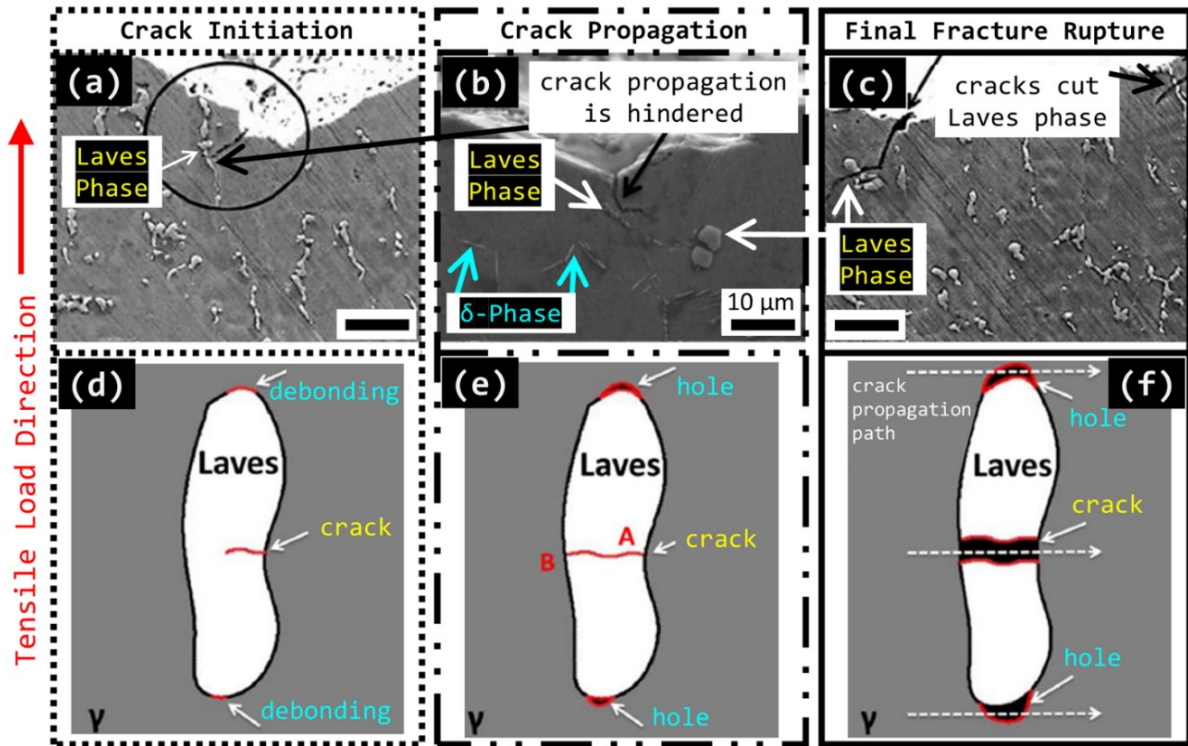 Crack Initiation
Crack Propagation
Final Fracture Rupture
Tensile Load Direction
(a)
Laves
Phase
(b)
crack propagation
is hindered
Laves
Phase
δ-Phase
10 μm
(c)
cracks cut
Laves phase
Laves
Phase
(d)
debonding
Laves
crack
debonding
γ
(e)
hole
Laves
A
crack
B
hole
γ
(f)
crack
propagation
path
hole
Laves
crack
hole
γ